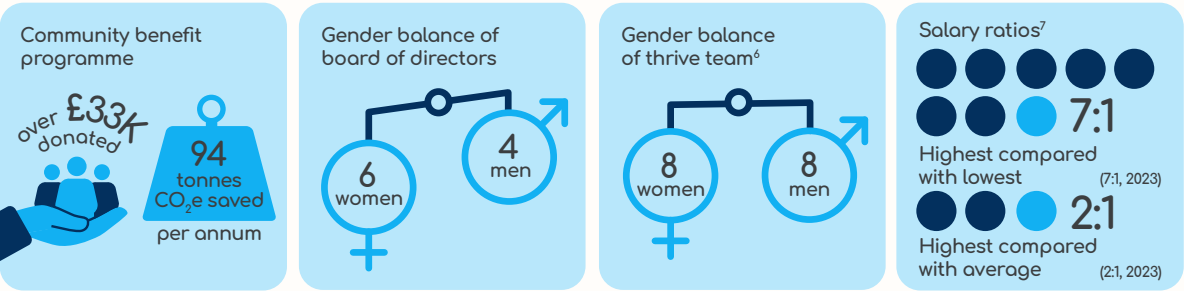 Community benefit
programme
over £33K
donated
94
tonnes
CO₂e saved
per annum
Gender balance of
board of directors
6
women
4
men
Gender balance
of thrive team⁶
8
women
8
men
Salary ratios⁷
7:1
Highest compared
with lowest (7:1, 2023)
2:1
Highest compared
with average (2:1, 2023)